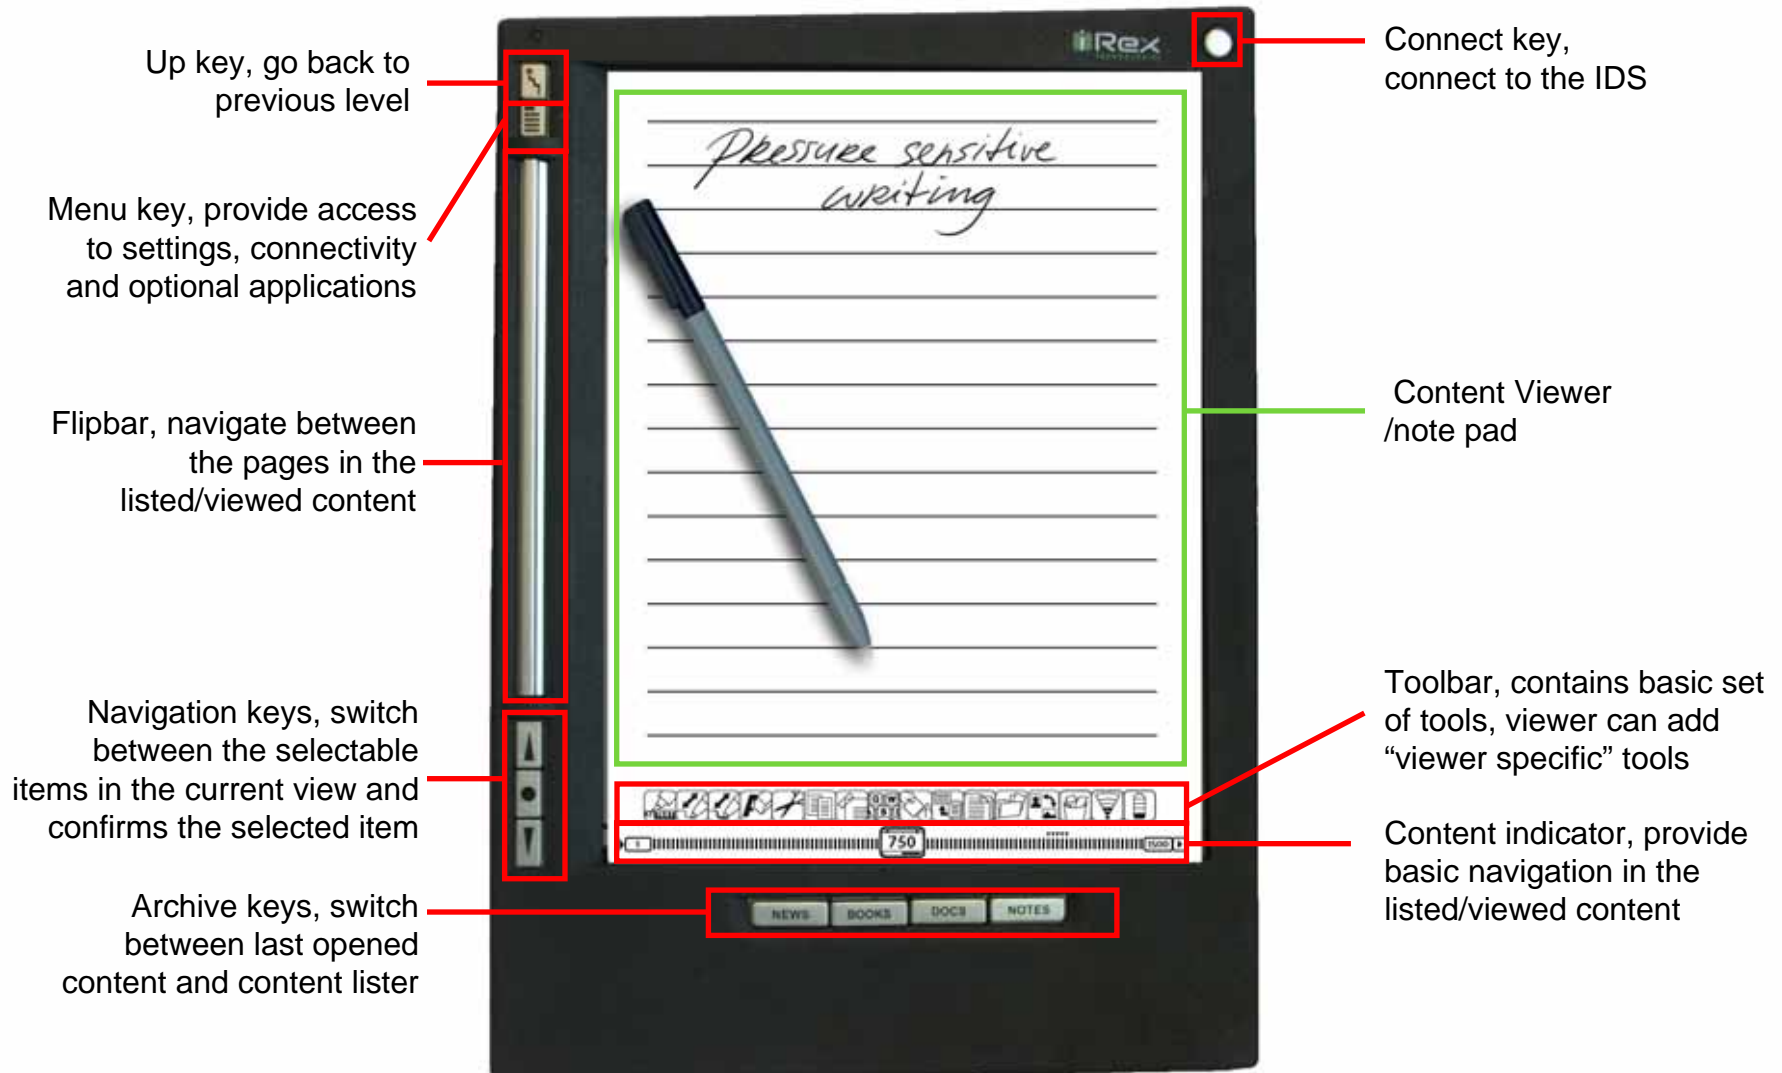 Up key, go back to
previous level
Menu key, provide access
to settings, connectivity
and optional applications
Flipbar, navigate between
the pages in the
listed/viewed content
Navigation keys, switch
between the selectable
items in the current view and
confirms the selected item
Archive keys, switch
between last opened
content and content lister
iRex
Pressure sensitive
writing
750
1500
NEWS BOOKS DOCS NOTES
Connect key,
connect to the IDS
Content Viewer
/note pad
Toolbar, contains basic set
of tools, viewer can add
“viewer specific” tools
Content indicator, provide
basic navigation in the
listed/viewed content